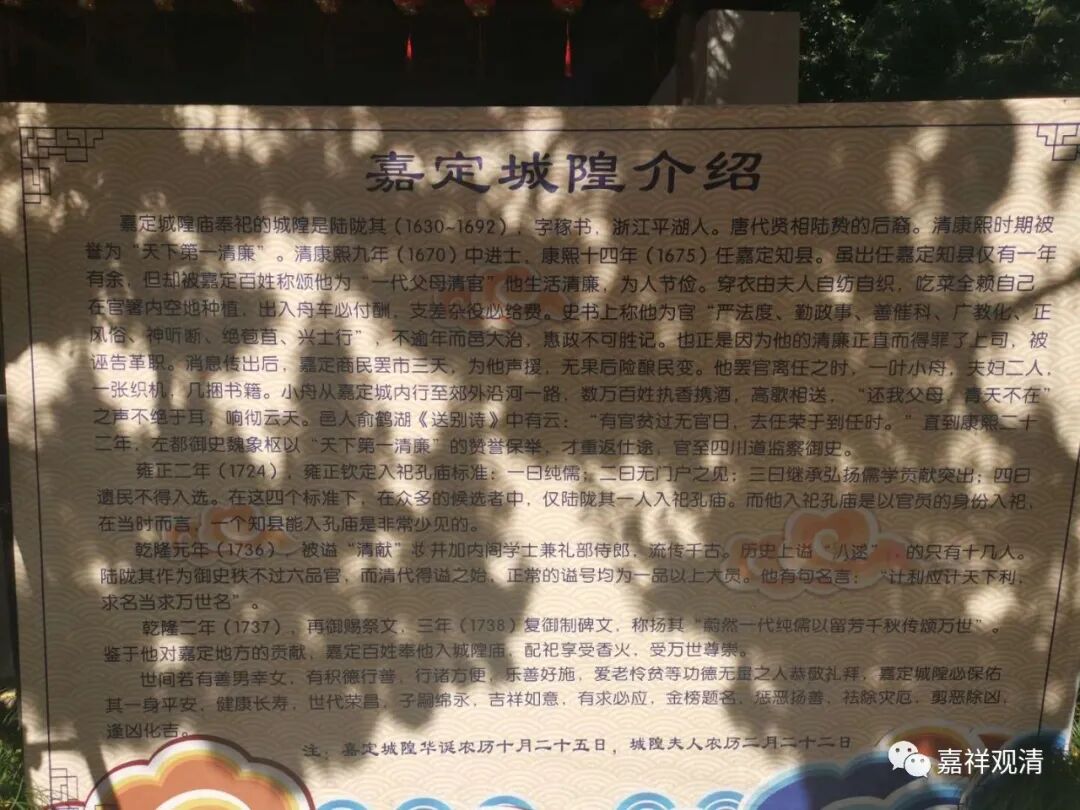 嘉定城隍介绍
嘉定城隍庙奉祀的城隍是陆陇其（1630~1692），字稼书，浙江平湖人。唐代贤相陆贽的后裔。清康熙时期被
誉为“天下第一清廉”。清康熙九年（1670）中进士，康熙十四年（1675）任嘉定知县。虽出任嘉定知县仅有一年
有余，但却被嘉定百姓称颂他为“一代父母清官”他生活清廉，为人节俭。穿衣由夫人自纺自织，吃菜全赖自己
在官署内空地种植，出入舟车必付酬，支差杂役必给费。史书上称他为官“严法度、勤政事、善催科、广教化、正
风俗、神听断、绝苞苴、兴士行”，不逾年而邑大治，惠政不可胜记。也正是因为他的清廉正直而得罪了上司，被
诬告革职。消息传出后，嘉定商民罢市三天，为他声援，无果后险酿民变。他罢官离任之时，一叶小舟，夫妇二人，
一张织机，几捆书籍。小舟从嘉定城内行至郊外沿河一路，数万百姓执香携酒，高歌相送，“还我父母，青天不在”
之声不绝于耳，响彻云天。邑人俞鹤湖《送别诗》中有云：“有官贫过无官日，去任荣于到任时。”直到康熙二十
二年，左都御史魏象枢以“天下第一清廉”的赞誉保举，才重返仕途，官至四川道监察御史。
雍正二年（1724），雍正钦定入祀孔庙标准：一曰纯儒；二曰无门户之见；三曰继承弘扬儒学贡献突出；四曰
遗民不得入选。在这四个标准下，在众多的候选者中，仅陆陇其一人入祀孔庙。而他入祀孔庙是以官员的身份入祀，
在当时而言，一个知县能入孔庙是非常少见的。
乾隆元年（1736），被谥“清献”并加内阁学士兼礼部侍郎，流传千古。历史上谥“”，的只有十几人。
陆陇其作为御史秩不过六品官，而清代得谥之始，正常的谥号均为一品以上大员。他有句名言：“计利应计天下利，
求名当求万世名”。
乾隆二年（1737），再御赐祭文，三年（1738）复御制碑文，称扬其“蔚然一代纯儒以留芳千秋传颂万世”。
鉴于他对嘉定地方的贡献，嘉定百姓奉他入城隍庙，配祀享受香火，受万世尊崇。
世间若有善男幸女，有积德行善，行诸方便，乐善好施，爱老怜贫等功德无量之人恭敬礼拜，嘉定城隍必保佑
其一身平安，健康长寿，世代荣昌，子嗣绵永，吉祥如意，有求必应，金榜题名，惩恶扬善，祛除灾厄，剪恶除凶，
逢凶化吉。
注：嘉定城隍华诞农历十月二十五日，城隍夫人农历二月二十二日
嘉祥观清